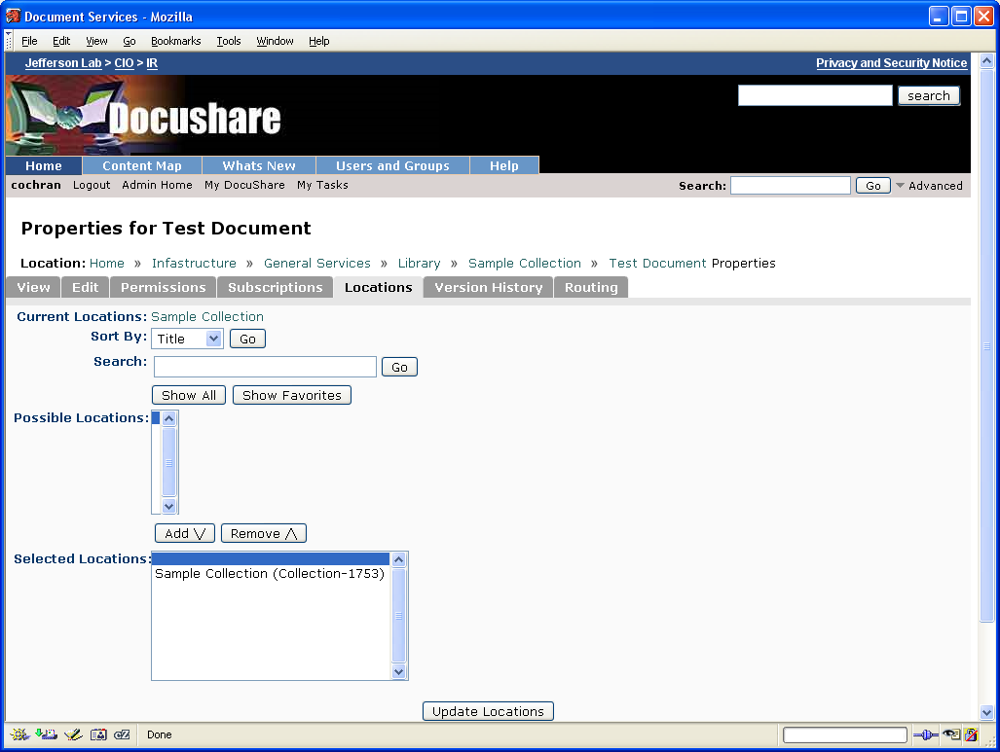 Document Services - Mozilla
File Edit View Go Bookmarks Tools Window Help
Jefferson Lab > CIO > IR Privacy and Security Notice
Docushare search
Home Content Map Whats New Users and Groups Help
cochran Logout Admin Home My DocuShare My Tasks Search: Go Advanced
Properties for Test Document
Location: Home » Infastructure » General Services » Library » Sample Collection » Test Document Properties
View Edit Permissions Subscriptions Locations Version History Routing
Current Locations: Sample Collection
Sort By: Title Go
Search: Go
Show All Show Favorites
Possible Locations:
Add \/ Remove /\
Selected Locations:
Sample Collection (Collection-1753)
Update Locations
Done